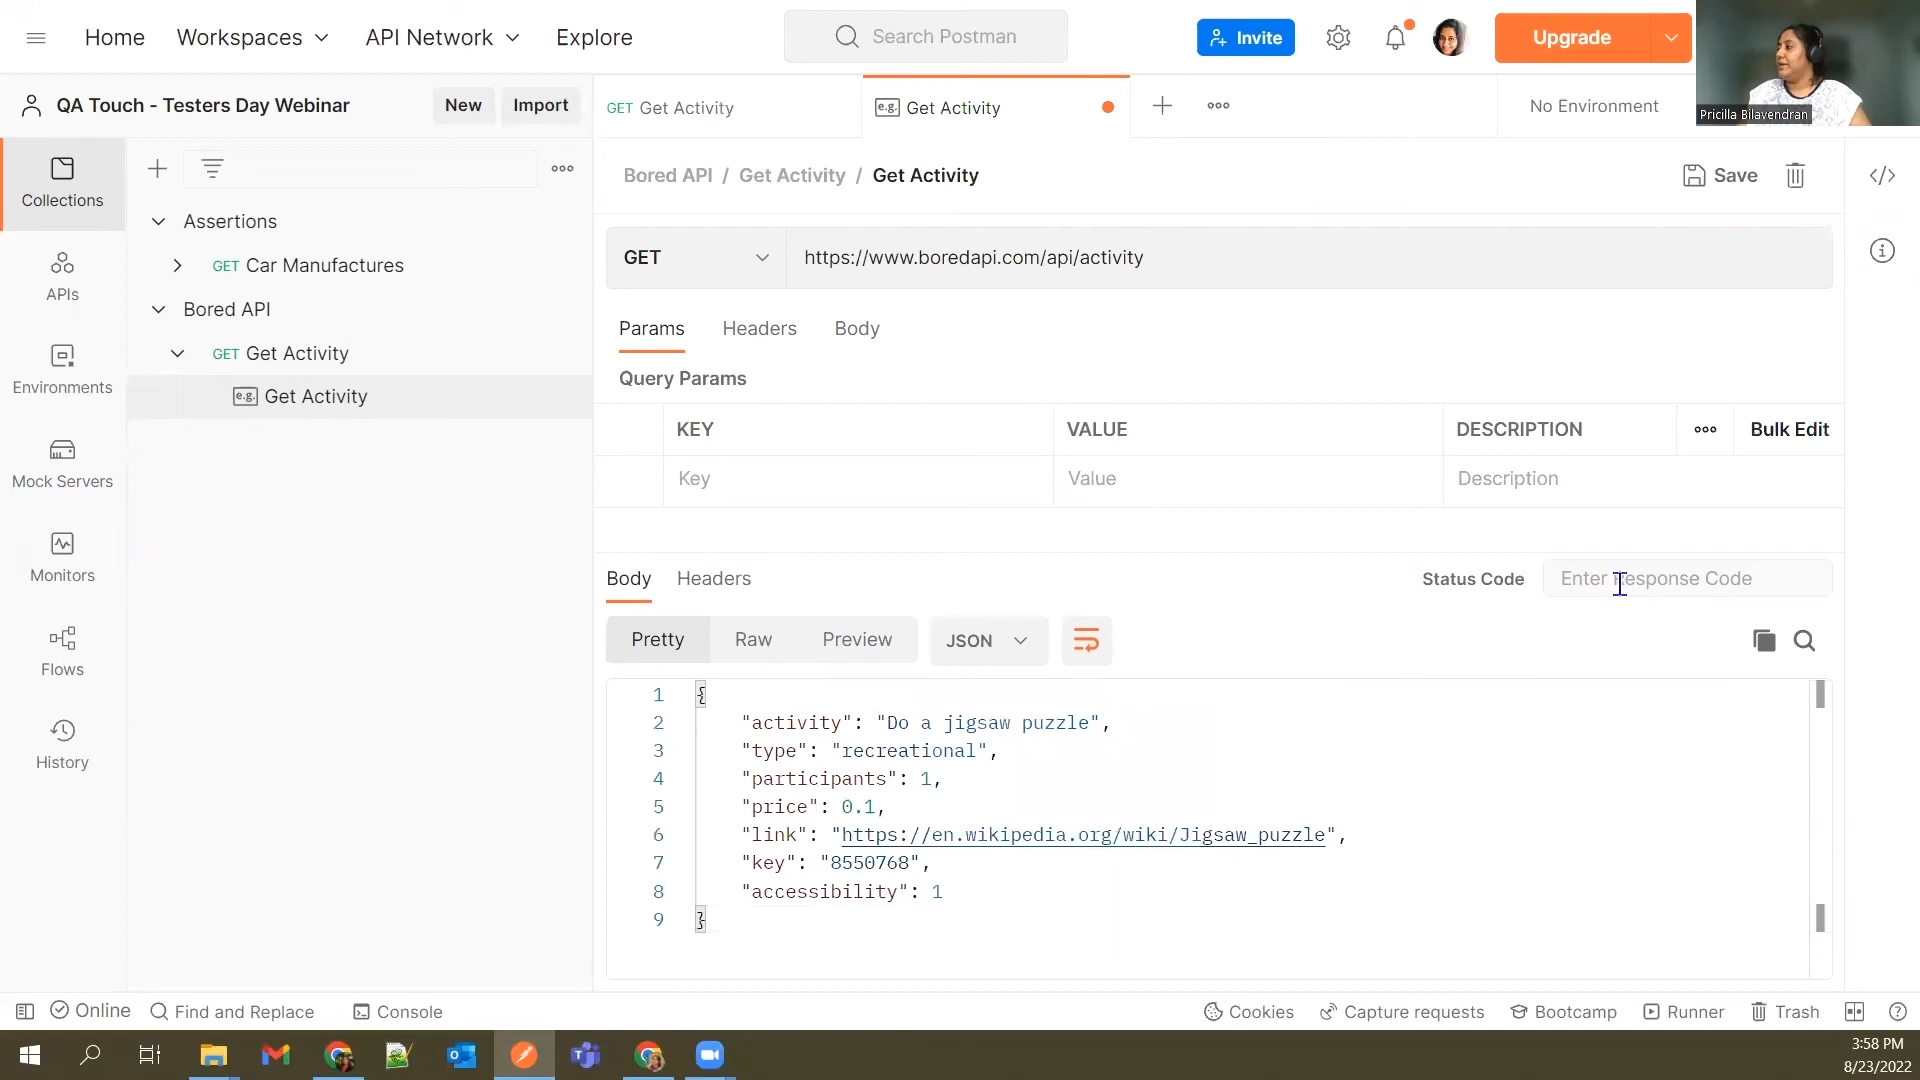 Home Workspaces API Network Explore Search Postman Invite Upgrade
Pricilla Bilavendran
QA Touch - Testers Day Webinar New Import
GET Get Activity e.g. Get Activity No Environment
Bored API / Get Activity / Get Activity Save
Collections
APIs
Environments
Mock Servers
Monitors
Flows
History
Assertions
GET Car Manufactures
Bored API
GET Get Activity
e.g. Get Activity
GET https://www.boredapi.com/api/activity
Params Headers Body
Query Params
KEY VALUE DESCRIPTION Bulk Edit
Key Value Description
Body Headers Status Code Enter Response Code
Pretty Raw Preview JSON
1 {
2 "activity": "Do a jigsaw puzzle",
3 "type": "recreational",
4 "participants": 1,
5 "price": 0.1,
6 "link": "https://en.wikipedia.org/wiki/Jigsaw_puzzle",
7 "key": "8550768",
8 "accessibility": 1
9 }
Online Find and Replace Console Cookies Capture requests Bootcamp Runner Trash
3:58 PM
8/23/2022